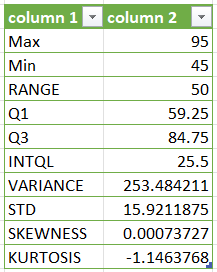 column 1 column 2
Max 95
Min 45
RANGE 50
Q1 59.25
Q3 84.75
INTQL 25.5
VARIANCE 253.484211
STD 15.9211875
SKEWNESS 0.00073727
KURTOSIS -1.1463768